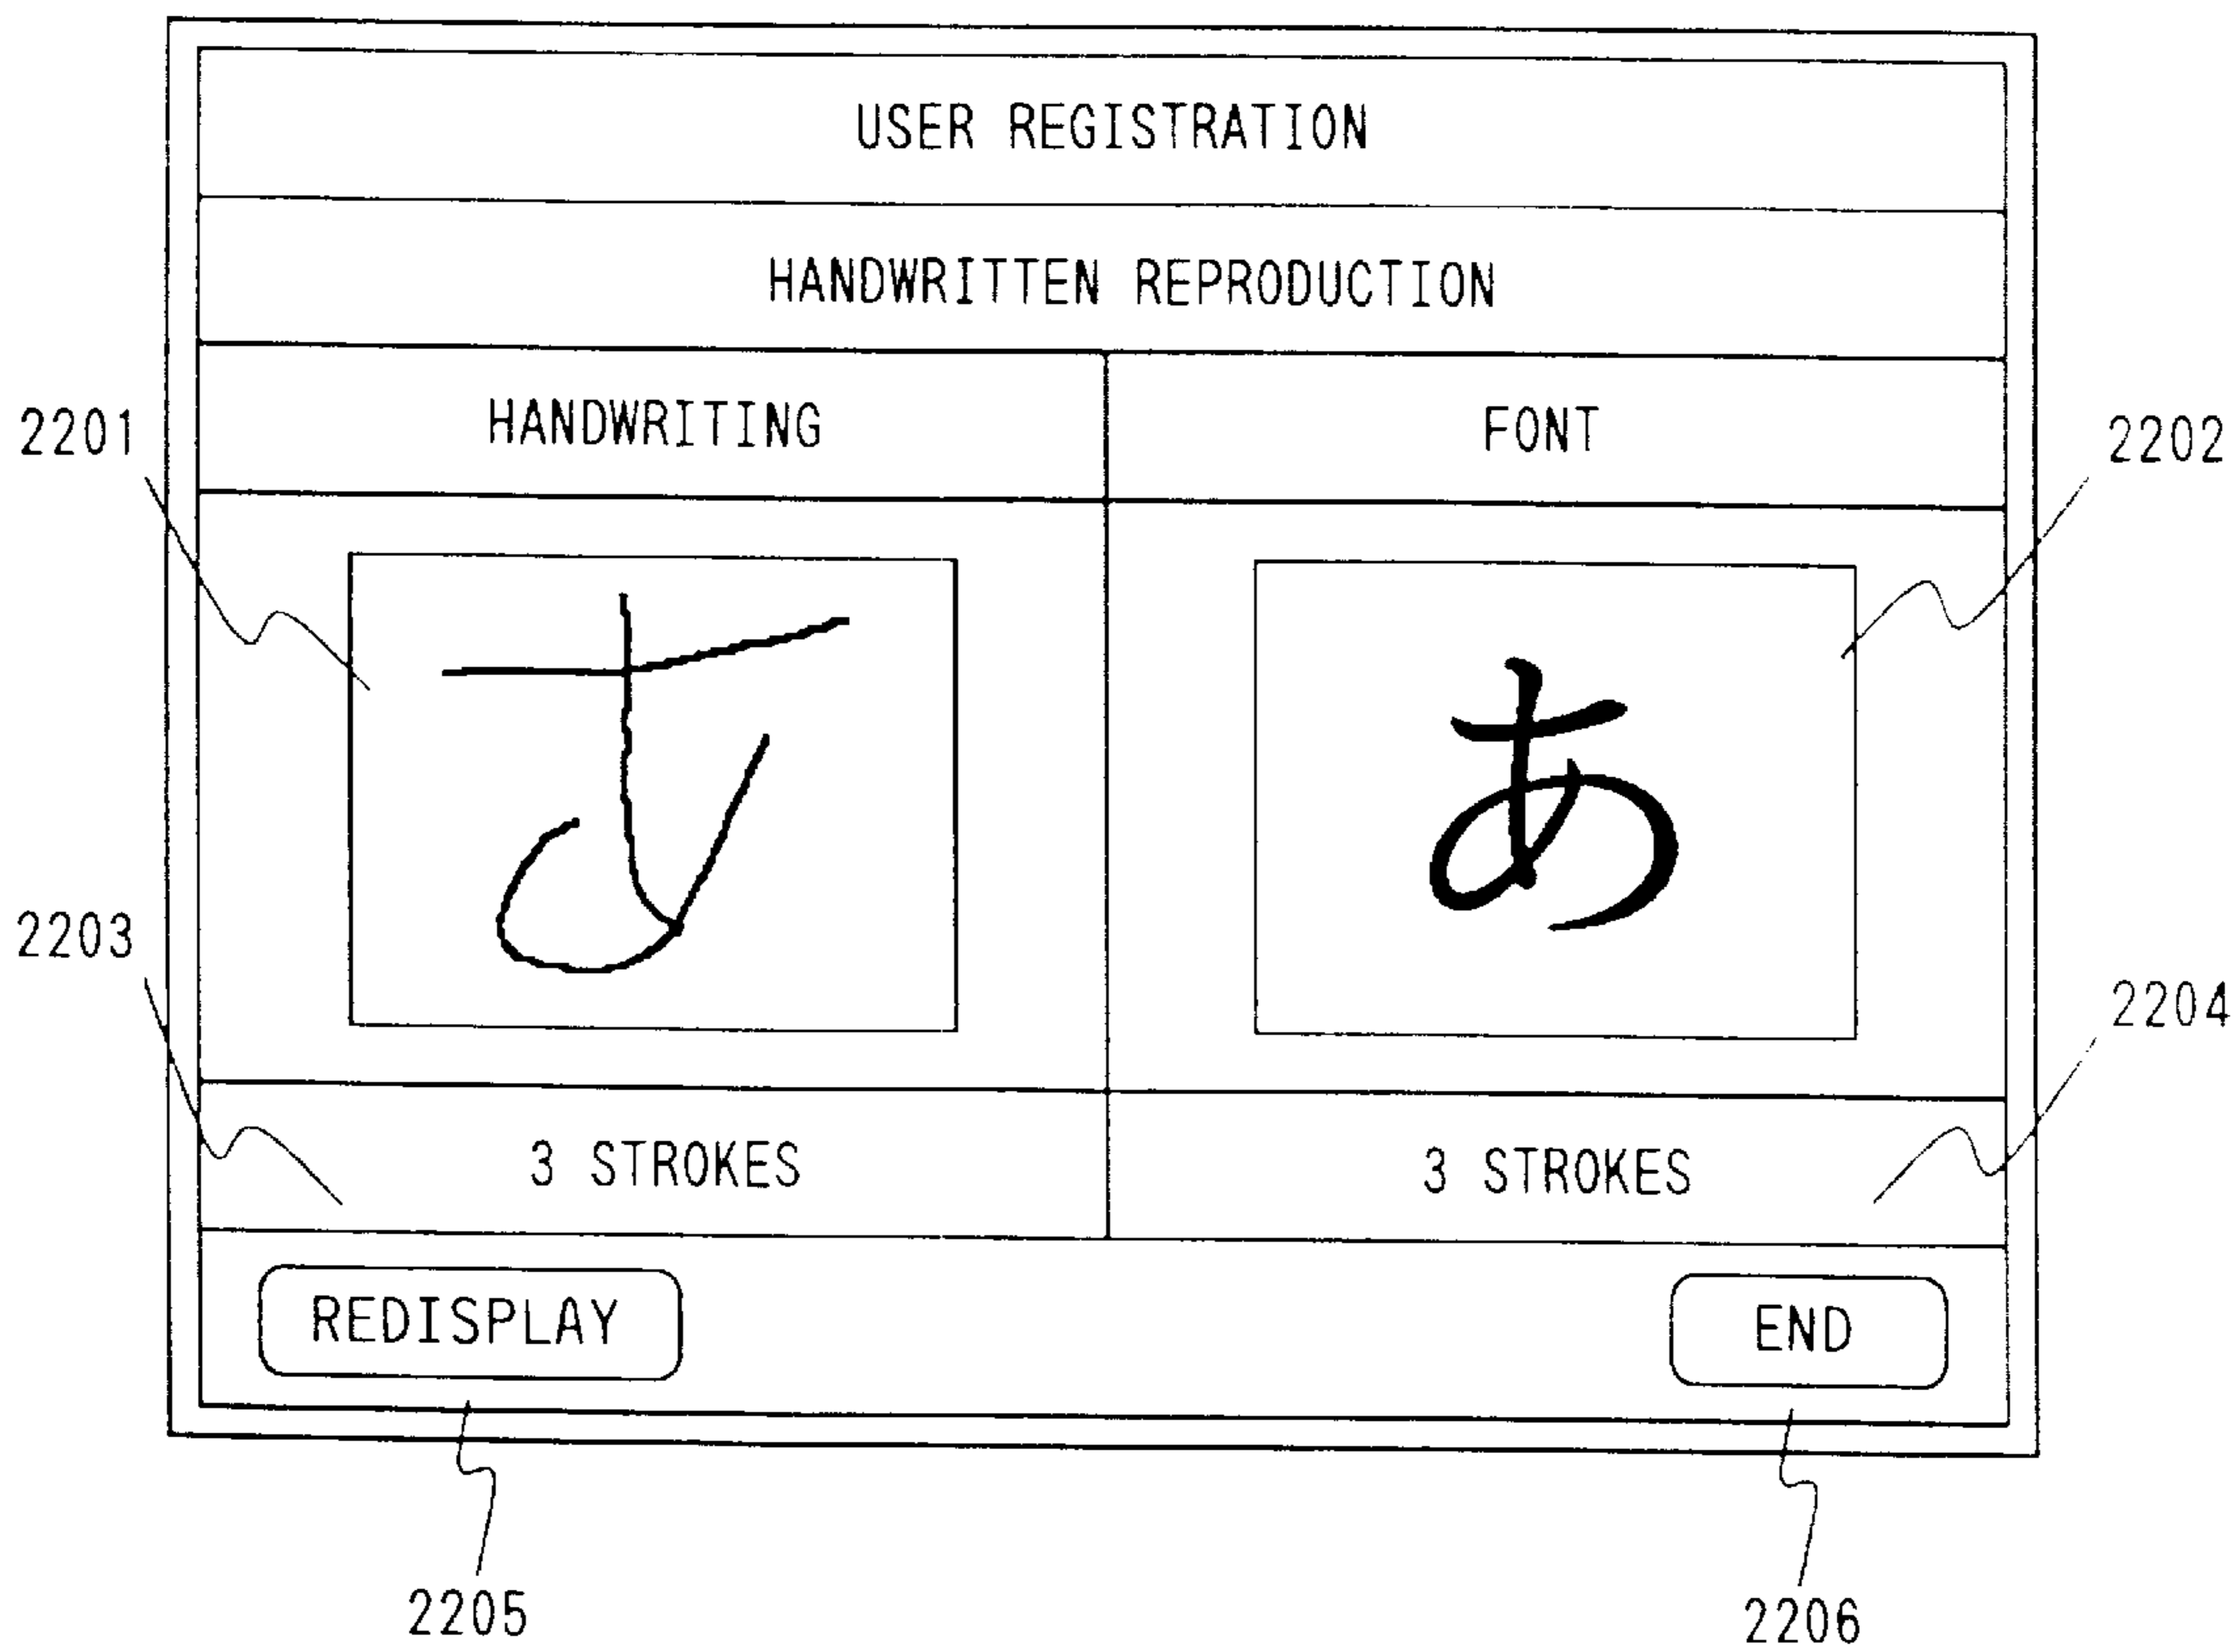 USER REGISTRATION
HANDWRITTEN REPRODUCTION
HANDWRITING FONT
2201 2202
あ
2203 2204
3 STROKES 3 STROKES
REDISPLAY END
2205 2206